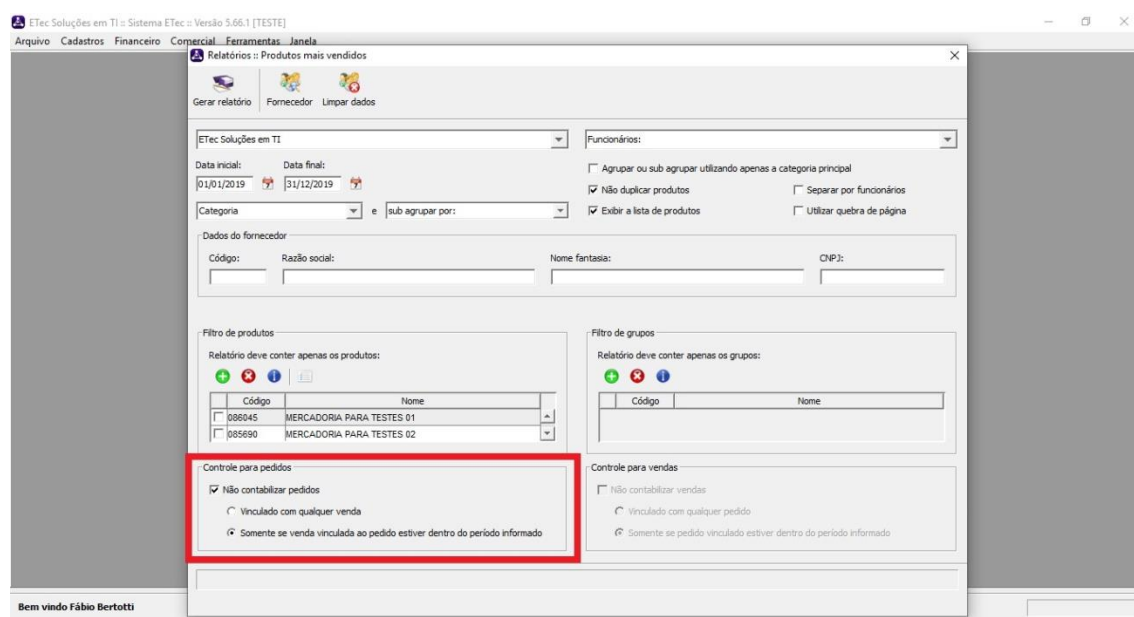 ETec Soluções em TI :: Sistema ETec :: Versão 5.66.1 [TESTE]
Arquivo Cadastros Financeiro Comercial Ferramentas Janela
Relatórios :: Produtos mais vendidos
Gerar relatório Fornecedor Limpar dados
ETec Soluções em TI Funcionários:
Data inicial: Data final:
Agrupar ou sub agrupar utilizando apenas a categoria principal
01/01/2019 31/12/2019
Não duplicar produtos Separar por funcionários
Categoria e sub agrupar por: Exibir a lista de produtos Utilizar quebra de página
Dados do fornecedor
Código: Razão social: Nome fantasia: CNPJ:
Filtro de produtos Filtro de grupos
Relatório deve conter apenas os produtos: Relatório deve conter apenas os grupos:
Código Nome Código Nome
086045 MERCADORIA PARA TESTES 01
085690 MERCADORIA PARA TESTES 02
Controle para pedidos Controle para vendas
Não contabilizar pedidos Não contabilizar vendas
Vinculado com qualquer venda Vinculado com qualquer pedido
Somente se venda vinculada ao pedido estiver dentro do período informado Somente se pedido vinculado estiver dentro do período informado
Bem vindo Fábio Bertotti